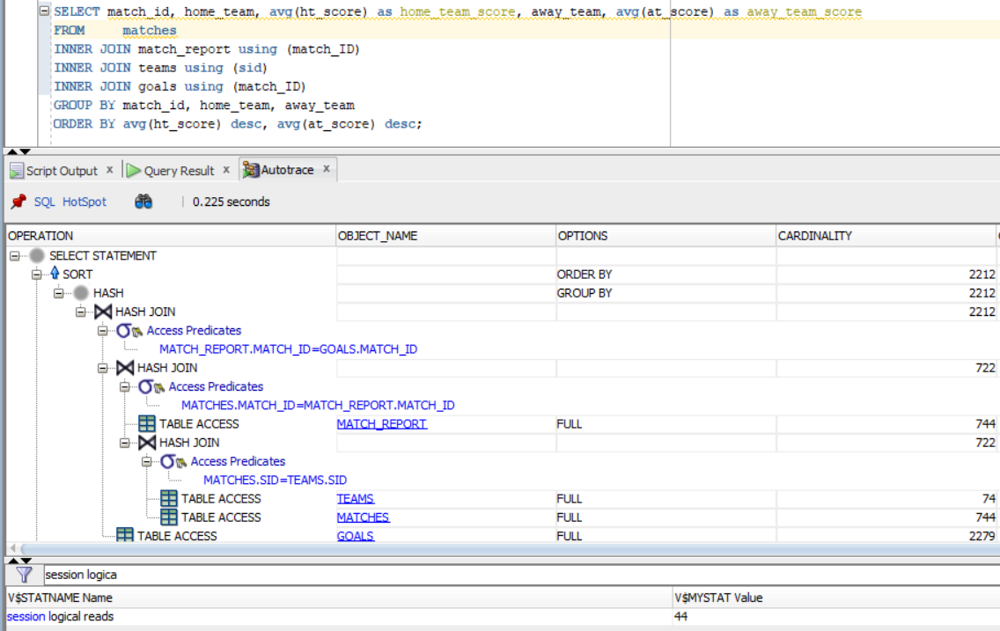 SELECT match_id, home_team, avg(ht_score) as home_team_score, away_team, avg(at_score) as away_team_score
FROM matches
INNER JOIN match_report using (match_ID)
INNER JOIN teams using (sid)
INNER JOIN goals using (match_ID)
GROUP BY match_id, home_team, away_team
ORDER BY avg(ht_score) desc, avg(at_score) desc;
Script Output x Query Result x Autotrace x
SQL HotSpot | 0.225 seconds
OPERATION OBJECT_NAME OPTIONS CARDINALITY
SELECT STATEMENT
SORT ORDER BY 2212
HASH GROUP BY 2212
HASH JOIN 2212
Access Predicates
MATCH_REPORT.MATCH_ID=GOALS.MATCH_ID
HASH JOIN 722
Access Predicates
MATCHES.MATCH_ID=MATCH_REPORT.MATCH_ID
TABLE ACCESS MATCH_REPORT FULL 744
HASH JOIN 722
Access Predicates
MATCHES.SID=TEAMS.SID
TABLE ACCESS TEAMS FULL 74
TABLE ACCESS MATCHES FULL 744
TABLE ACCESS GOALS FULL 2279
session logica
V$STATNAME Name V$MYSTAT Value
session logical reads 44